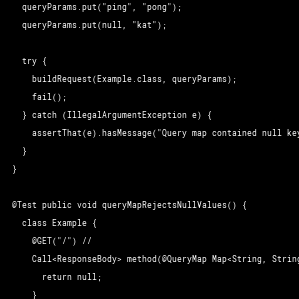 queryParams.put("ping", "pong");
queryParams.put(null, "kat");
try {
buildRequest(Example.class, queryParams);
fail();
} catch (IllegalArgumentException e) {
assertThat(e).hasMessage("Query map contained null key
}
}
@Test public void queryMapRejectsNullValues() {
class Example {
@GET("/") //
Call<ResponseBody> method(@QueryMap Map<String, String
return null;
}